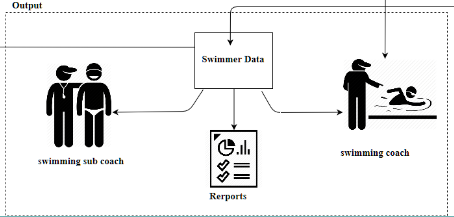 Output
Swimmer Data
swimming sub coach
swimming coach
Rerports